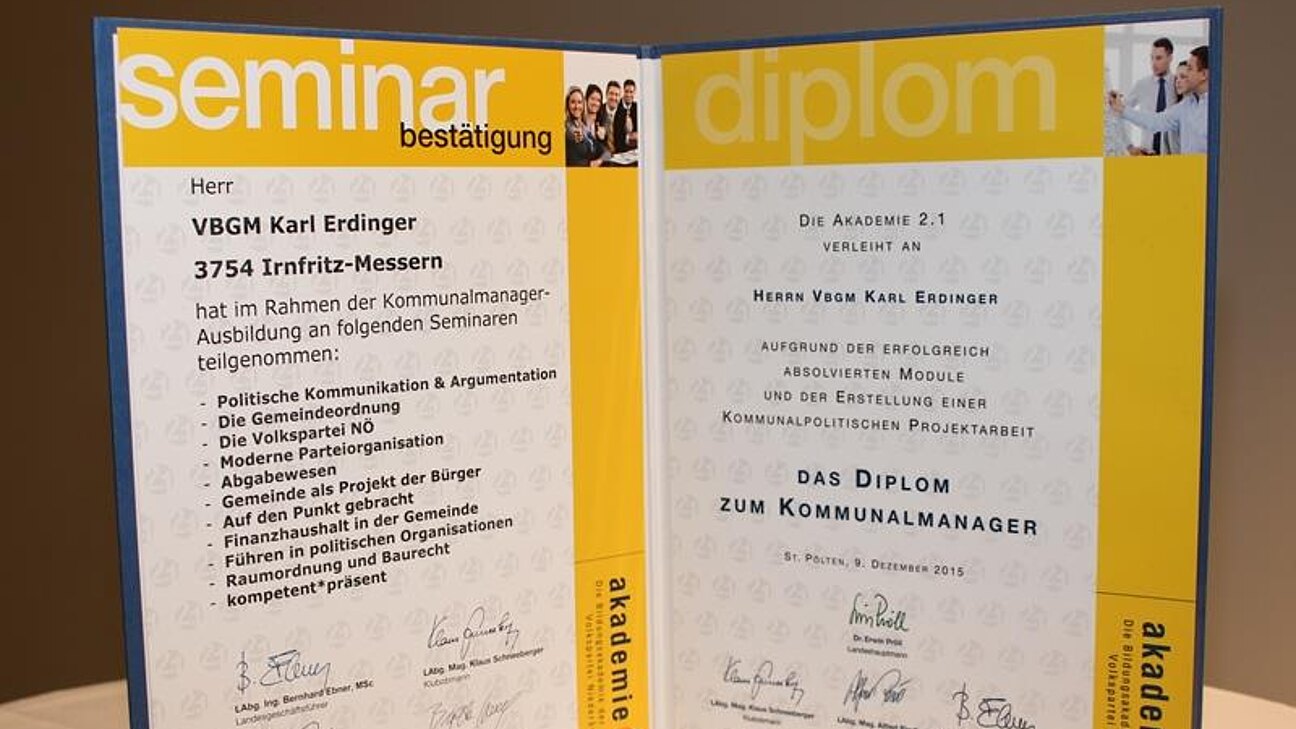 seminar
bestätigung
Herr
VBGM Karl Erdinger
3754 Irnfritz-Messern
hat im Rahmen der Kommunalmanager-
Ausbildung an folgenden Seminaren
teilgenommen:
- Politische Kommunikation & Argumentation
- Die Gemeindeordnung
- Die Volkspartei NÖ
- Moderne Parteiorganisation
- Abgabewesen
- Gemeinde als Projekt der Bürger
- Auf den Punkt gebracht
- Finanzhaushalt in der Gemeinde
- Führen in politischen Organisationen
- Raumordnung und Baurecht
- kompetent*präsent
LAbg. Mag. Klaus Schneeberger
Klubobmann
LAbg. Ing. Bernhard Ebner, MSc
Landesgeschäftsführer
akademie
Die Bildungsakademie der
Volkspartei
diplom
DIE AKADEMIE 2.1
VERLEIHT AN
HERRN VBGM KARL ERDINGER
AUFGRUND DER ERFOLGREICH
ABSOLVIERTEN MODULE
UND DER ERSTELLUNG EINER
KOMMUNALPOLITISCHEN PROJEKTARBEIT
DAS DIPLOM
ZUM KOMMUNALMANAGER
ST. PÖLTEN, 9. DEZEMBER 2015
Dr. Erwin Pröll
Landeshauptmann
LAbg. Mag. Klaus Schneeberger
Klubobmann
LAbg. Mag.
akade
Die Bildungsakad
Volkspartei